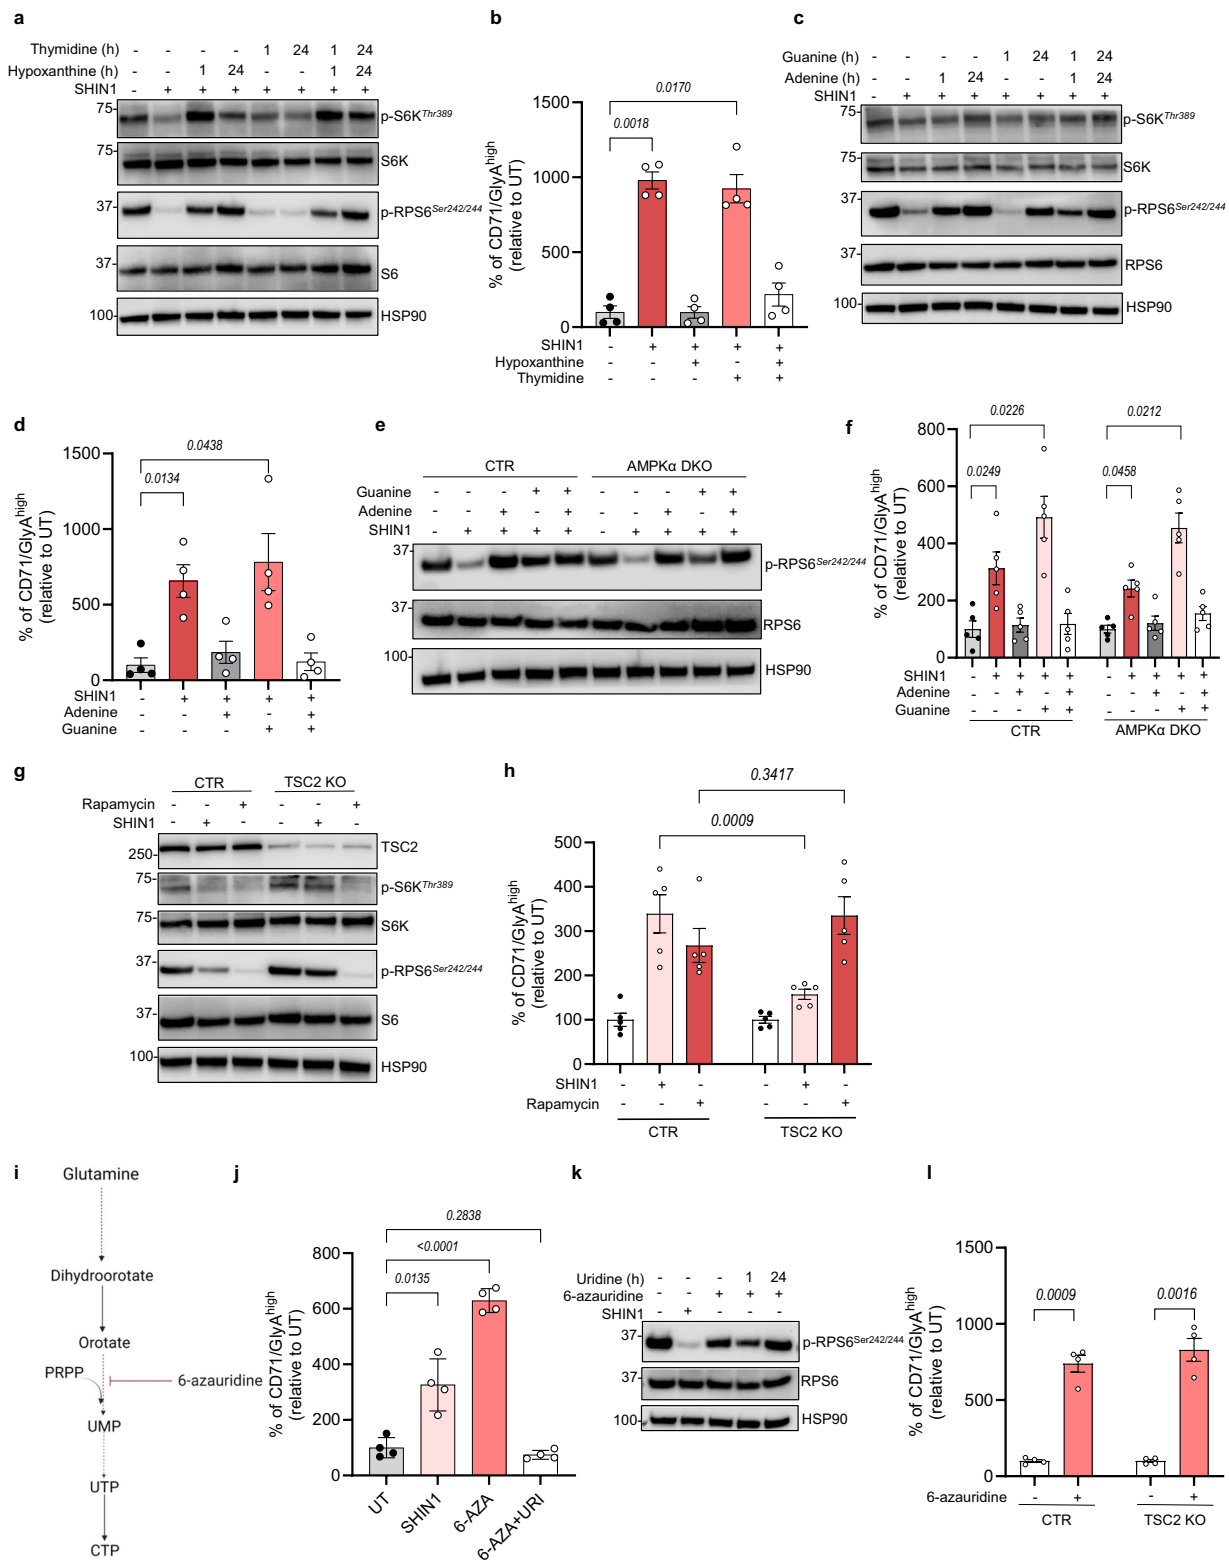 a
Thymidine (h) - - - - 1 24 1 24
Hypoxanthine (h) - - 1 24 - - 1 24
SHIN1 - + + + + + + +
75
p-S6K^Thr389
75
S6K
37
p-RPS6^Ser242/244
37
S6
100
HSP90
b
% of CD71/GlyA^high
(relative to UT)
1500
1000
500
0
0.0170
0.0018
SHIN1 - + + + +
Hypoxanthine - - + - +
Thymidine - - - + +
c
Guanine (h) - - - - 1 24 1 24
Adenine (h) - - 1 24 - - 1 24
SHIN1 - + + + + + + +
75
p-S6K^Thr389
75
S6K
37
p-RPS6^Ser242/244
37
RPS6
100
HSP90
d
% of CD71/GlyA^high
(relative to UT)
1500
1000
500
0
0.0438
0.0134
SHIN1 - + + + +
Adenine - - + - +
Guanine - - - + +
e
CTR AMPKα DKO
Guanine - - - + + - - - + +
Adenine - - + - + - - + - +
SHIN1 - + + + + - + + + +
37
p-RPS6^Ser242/244
37
RPS6
100
HSP90
f
% of CD71/GlyA^high
(relative to UT)
800
600
400
200
0
0.0226
0.0249
0.0212
0.0458
SHIN1 - + + + + - + + + +
Adenine - - + - + - - + - +
Guanine - - - + + - - - + +
CTR AMPKα DKO
g
CTR TSC2 KO
Rapamycin - - + - - +
SHIN1 - + - - + -
250
TSC2
75
p-S6K^Thr389
75
S6K
37
p-RPS6^Ser242/244
37
S6
100
HSP90
h
% of CD71/GlyA^high
(relative to UT)
500
400
300
200
100
0
0.3417
0.0009
SHIN1 - + - - + -
Rapamycin - - + - - +
CTR TSC2 KO
i
Glutamine
Dihydroorotate
Orotate
PRPP
6-azauridine
UMP
UTP
CTP
j
% of CD71/GlyA^high
(relative to UT)
800
600
400
200
0
0.2838
<0.0001
0.0135
UT
SHIN1
6-AZA
6-AZA+URI
k
Uridine (h) - - - 1 24
6-azauridine - - + + +
SHIN1 - + - - -
37
p-RPS6^Ser242/244
37
RPS6
100
HSP90
l
% of CD71/GlyA^high
(relative to UT)
1500
1000
500
0
0.0009
0.0016
6-azauridine - + - +
CTR TSC2 KO